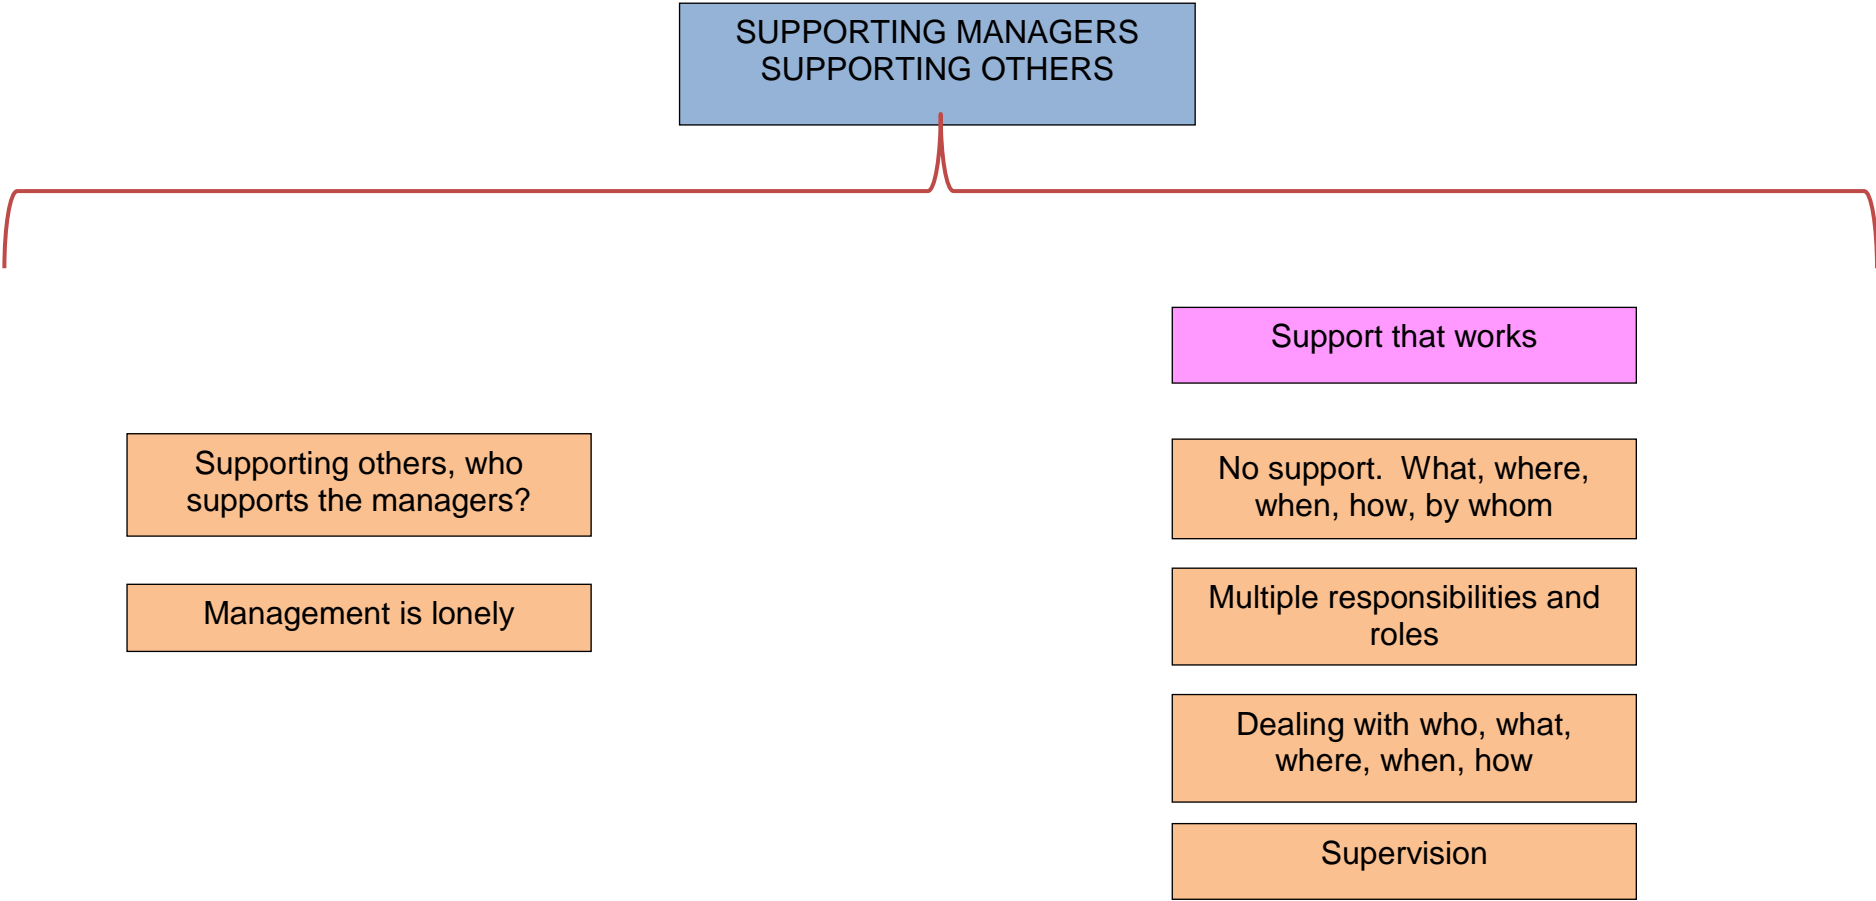 SUPPORTING MANAGERS
SUPPORTING OTHERS
Supporting others, who
supports the managers?
Management is lonely
Support that works
No support.  What, where,
when, how, by whom
Multiple responsibilities and
roles
Dealing with who, what,
where, when, how
Supervision